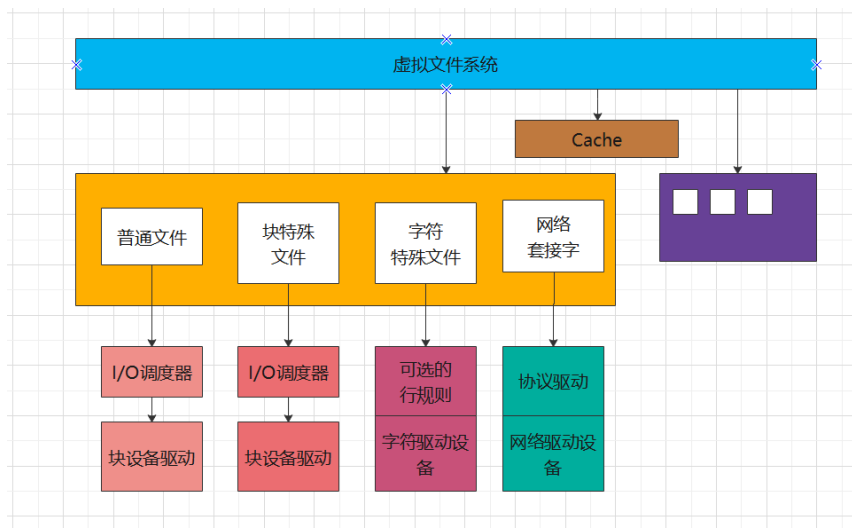 虚拟文件系统
Cache
普通文件
块特殊
文件
字符
特殊文件
网络
套接字
I/O调度器
I/O调度器
可选的
行规则
协议驱动
块设备驱动
块设备驱动
字符驱动设
备
网络驱动设
备